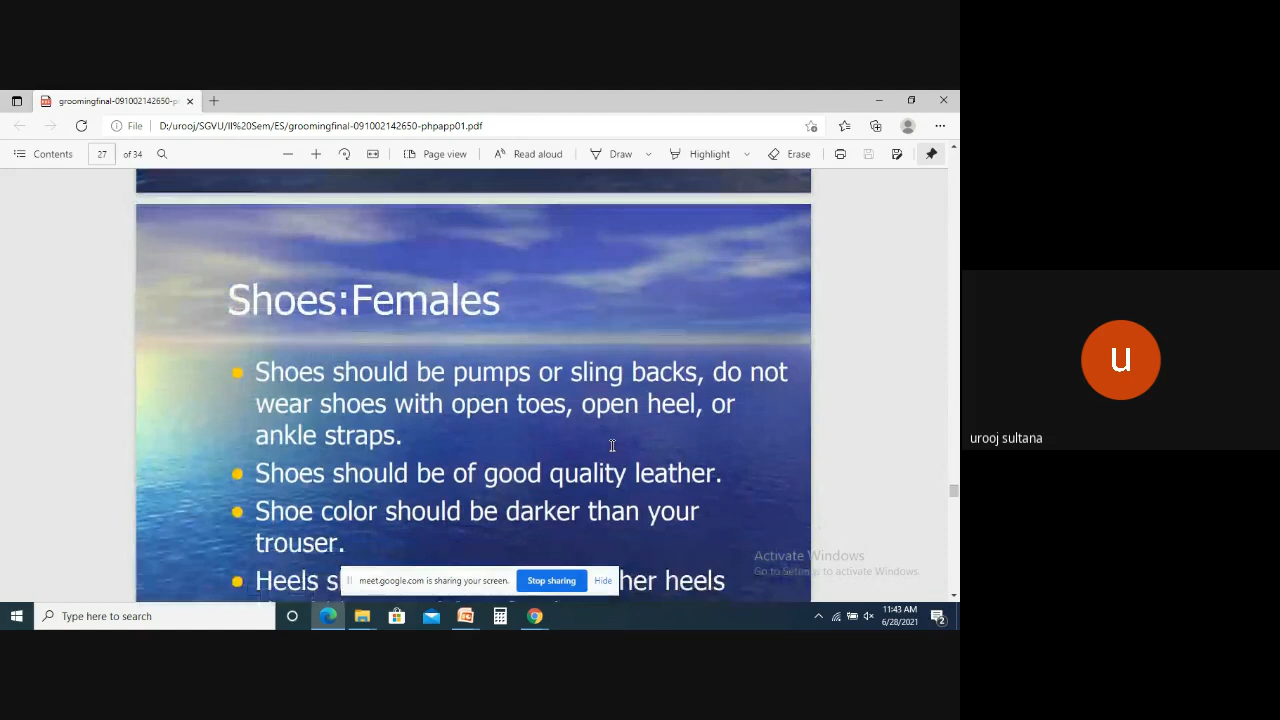 groomingfinal-091002142650-p
File D:/urooj/SGVU/II%20Sem/ES/groomingfinal-091002142650-phpapp01.pdf
Contents 27 of 34 Page view Read aloud Draw Highlight Erase
Shoes:Females
Shoes should be pumps or sling backs, do not
wear shoes with open toes, open heel, or
ankle straps.
Shoes should be of good quality leather.
Shoe color should be darker than your
trouser.
Heels heels
meet.google.com is sharing your screen. Stop sharing Hide
Activate Windows
Go to Settings to activate Windows.
Type here to search
11:43 AM
6/28/2021
2
u
urooj sultana